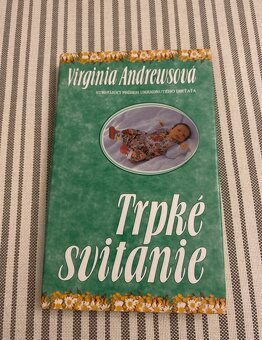 Virginia Andrewsová
STRHUJÚCI PRÍBEH UKRADNUTÉHO DIEŤAŤA
Trpké
svitanie